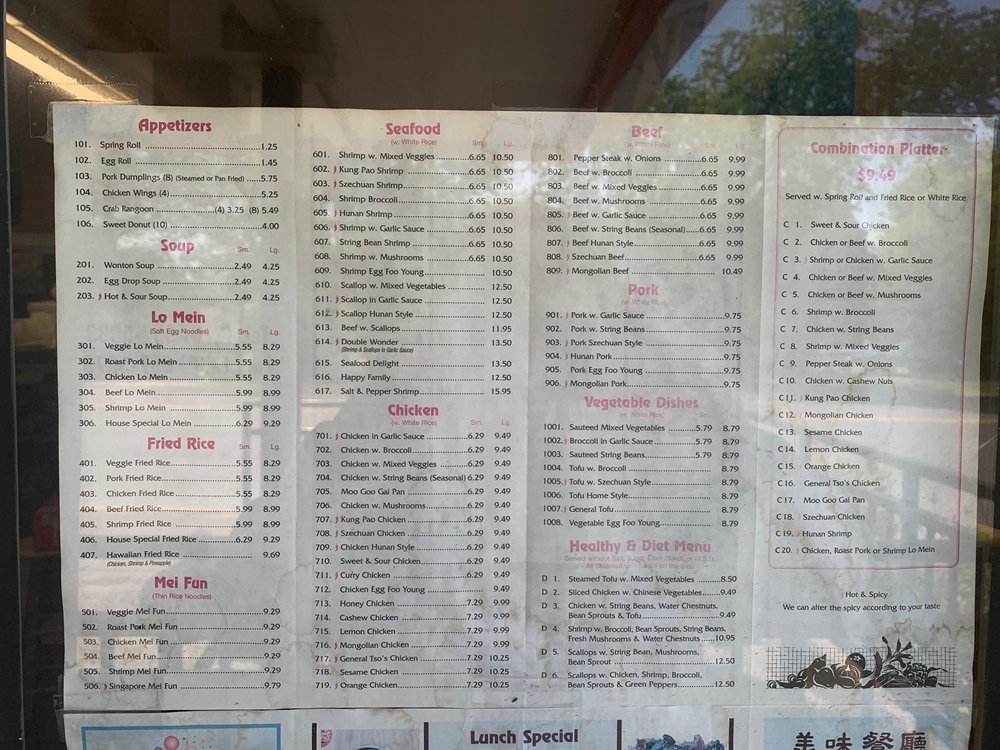 Appetizers
101. Spring Roll 1.25
102. Egg Roll 1.45
103. Pork Dumplings (8) (Steamed or Pan Fried) 5.75
104. Chicken Wings (4) 5.25
105. Crab Rangoon (4) 3.25 (8) 5.49
106. Sweet Donut (10) 4.00
Soup Sm. Lg.
201. Wonton Soup 2.49 4.25
202. Egg Drop Soup 2.49 4.25
203. Hot & Sour Soup 2.49 4.25
Lo Mein
(Soft Egg Noodles) Sm. Lg.
301. Veggie Lo Mein 5.55 8.29
302. Roast Pork Lo Mein 5.55 8.29
303. Chicken Lo Mein 5.55 8.29
304. Beef Lo Mein 5.99 8.99
305. Shrimp Lo Mein 5.99 8.99
306. House Special Lo Mein 6.29 9.29
Fried Rice Sm. Lg.
401. Veggie Fried Rice 5.55 8.29
402. Pork Fried Rice 5.55 8.29
403. Chicken Fried Rice 5.55 8.29
404. Beef Fried Rice 5.99 8.99
405. Shrimp Fried Rice 5.99 8.99
406. House Special Fried Rice 6.29 9.29
407. Hawaiian Fried Rice 9.69
(Chicken, Shrimp & Pineapple)
Mei Fun
(Thin Rice Noodles)
501. Veggie Mei Fun 9.29
502. Roast Pork Mei Fun 9.29
503. Chicken Mei Fun 9.29
504. Beef Mei Fun 9.29
505. Shrimp Mei Fun 9.29
506. Singapore Mei Fun 9.79
Seafood
(w. White Rice) Sm. Lg.
601. Shrimp w. Mixed Veggies 6.65 10.50
602. Kung Pao Shrimp 6.65 10.50
603. Szechuan Shrimp 6.65 10.50
604. Shrimp Broccoli 6.65 10.50
605. Hunan Shrimp 6.65 10.50
606. Shrimp w. Garlic Sauce 6.65 10.50
607. String Bean Shrimp 6.65 10.50
608. Shrimp w. Mushrooms 6.65 10.50
609. Shrimp Egg Foo Young 10.50
610. Scallop w. Mixed Vegetables 12.50
611. Scallop in Garlic Sauce 12.50
612. Scallop Hunan Style 12.50
613. Beef w. Scallops 11.95
614. Double Wonder 13.50
(Shrimp & Scallops in Garlic Sauce)
615. Seafood Delight 13.50
616. Happy Family 12.50
617. Salt & Pepper Shrimp 15.95
Chicken
(w. White Rice) Sm. Lg.
701. Chicken in Garlic Sauce 6.29 9.49
702. Chicken w. Broccoli 6.29 9.49
703. Chicken w. Mixed Veggies 6.29 9.49
704. Chicken w. String Beans (Seasonal) 6.29 9.49
705. Moo Goo Gai Pan 6.29 9.49
706. Chicken w. Mushrooms 6.29 9.49
707. Kung Pao Chicken 6.29 9.49
708. Szechuan Chicken 6.29 9.49
709. Chicken Hunan Style 6.29 9.49
710. Sweet & Sour Chicken 6.29 9.49
711. Curry Chicken 6.29 9.49
712. Chicken Egg Foo Young 9.49
713. Honey Chicken 7.29 9.99
714. Cashew Chicken 7.29 9.99
715. Lemon Chicken 7.29 9.99
716. Mongolian Chicken 7.29 9.99
717. General Tso's Chicken 7.29 10.25
718. Sesame Chicken 7.29 10.25
719. Orange Chicken 7.29 10.25
Beef
(w. White Rice) Sm. Lg.
801. Pepper Steak w. Onions 6.65 9.99
802. Beef w. Broccoli 6.65 9.99
803. Beef w. Mixed Veggies 6.65 9.99
804. Beef w. Mushrooms 6.65 9.99
805. Beef w. Garlic Sauce 6.65 9.99
806. Beef w. String Beans (Seasonal) 6.65 9.99
807. Beef Hunan Style 6.65 9.99
808. Szechuan Beef 6.65 9.99
809. Mongolian Beef 10.49
Pork
(w. White Rice)
901. Pork w. Garlic Sauce 9.75
902. Pork w. String Beans 9.75
903. Pork Szechuan Style 9.75
904. Hunan Pork 9.75
905. Pork Egg Foo Young 9.75
906. Mongolian Pork 9.75
Vegetable Dishes
(w. White Rice) Sm. Lg.
1001. Sauteed Mixed Vegetables 5.79 8.79
1002. Broccoli In Garlic Sauce 5.79 8.79
1003. Sauteed String Beans 5.79 8.79
1004. Tofu w. Broccoli 8.79
1005. Tofu w. Szechuan Style 8.79
1006. Tofu Home Style 8.79
1007. General Tofu 8.79
1008. Vegetable Egg Foo Young 8.79
Healthy & Diet Menu
Served without Salt, Sugar, Corn Starch or M.S.G.
All Steamed w. Sauce on the Side
D 1. Steamed Tofu w. Mixed Vegetables 8.50
D 2. Sliced Chicken w. Chinese Vegetables 9.49
D 3. Chicken w. String Beans, Water Chestnuts,
Bean Sprouts & Tofu 9.49
D 4. Shrimp w. Broccoli, Bean Sprouts, String Beans,
Fresh Mushrooms & Water Chestnuts 10.95
D 5. Scallops w. String Bean, Mushrooms,
Bean Sprout 12.50
D 6. Scallops w. Chicken, Shrimp, Broccoli,
Bean Sprouts & Green Peppers 12.50
Combination Platter
$9.49
Served w. Spring Roll and Fried Rice or White Rice
C 1. Sweet & Sour Chicken
C 2. Chicken or Beef w. Broccoli
C 3. Shrimp or Chicken w. Garlic Sauce
C 4. Chicken or Beef w. Mixed Veggies
C 5. Chicken or Beef w. Mushrooms
C 6. Shrimp w. Broccoli
C 7. Chicken w. String Beans
C 8. Shrimp w. Mixed Veggies
C 9. Pepper Steak w. Onions
C 10. Chicken w. Cashew Nuts
C 11. Kung Pao Chicken
C 12. Mongolian Chicken
C 13. Sesame Chicken
C 14. Lemon Chicken
C 15. Orange Chicken
C 16. General Tso's Chicken
C 17. Moo Goo Gai Pan
C 18. Szechuan Chicken
C 19. Hunan Shrimp
C 20. Chicken, Roast Pork or Shrimp Lo Mein
Hot & Spicy
We can alter the spicy according to your taste
Lunch Special
美味餐廳